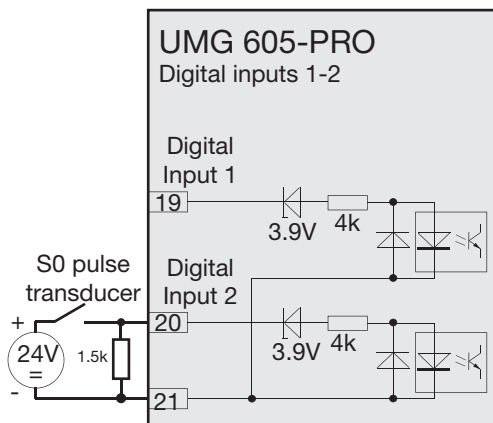 UMG 605-PRO
Digital inputs 1-2
Digital
Input 1
19
3.9V
4k
S0 pulse
transducer
Digital
Input 2
+
20
24V
=
1.5k
3.9V
4k
-
21